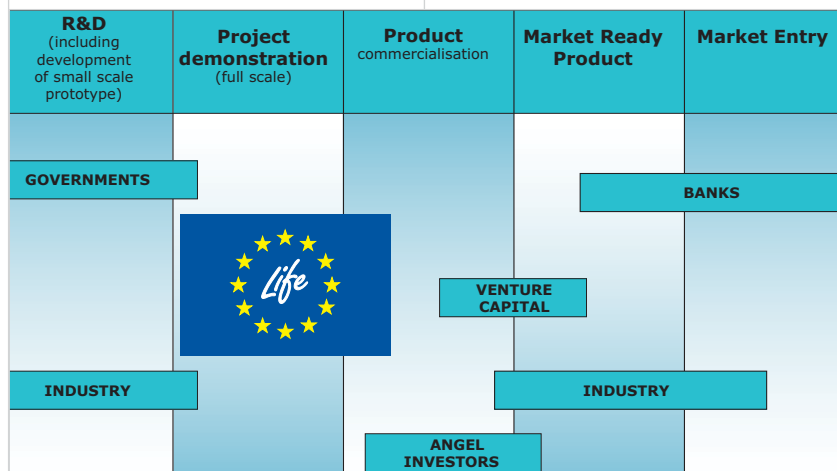 R&D
(including
development
of small scale
prototype)
Project
demonstration
(full scale)
Product
commercialisation
Market Ready
Product
Market Entry
GOVERNMENTS
BANKS
Life
VENTURE
CAPITAL
INDUSTRY
INDUSTRY
ANGEL
INVESTORS